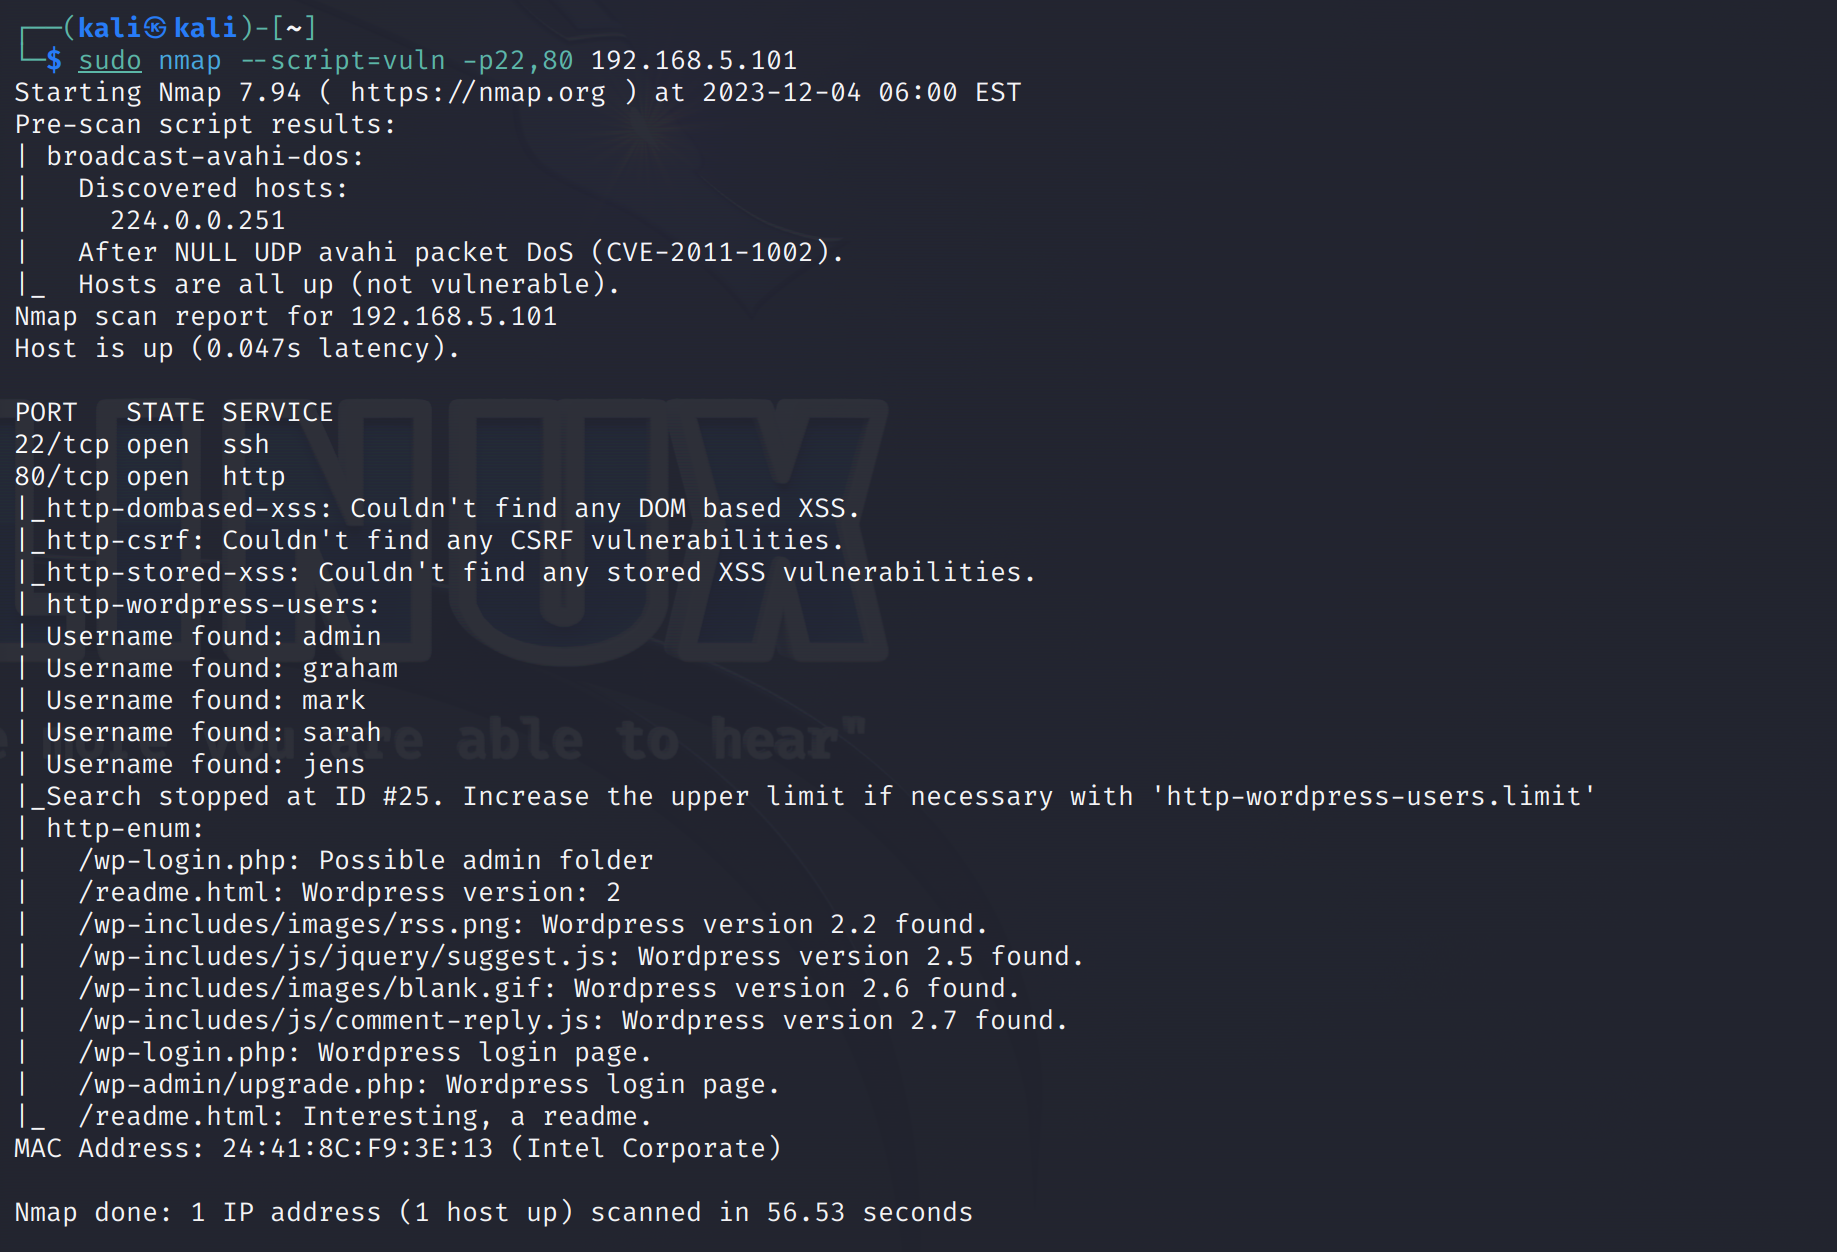 ┌──(kali㉿kali)-[~]
└─$ sudo nmap --script=vuln -p22,80 192.168.5.101
Starting Nmap 7.94 ( https://nmap.org ) at 2023-12-04 06:00 EST
Pre-scan script results:
| broadcast-avahi-dos:
|   Discovered hosts:
|     224.0.0.251
|   After NULL UDP avahi packet DoS (CVE-2011-1002).
|_  Hosts are all up (not vulnerable).
Nmap scan report for 192.168.5.101
Host is up (0.047s latency).

PORT   STATE SERVICE
22/tcp open  ssh
80/tcp open  http
|_http-dombased-xss: Couldn't find any DOM based XSS.
|_http-csrf: Couldn't find any CSRF vulnerabilities.
|_http-stored-xss: Couldn't find any stored XSS vulnerabilities.
| http-wordpress-users:
| Username found: admin
| Username found: graham
| Username found: mark
| Username found: sarah
| Username found: jens
|_Search stopped at ID #25. Increase the upper limit if necessary with 'http-wordpress-users.limit'
| http-enum:
|   /wp-login.php: Possible admin folder
|   /readme.html: Wordpress version: 2
|   /wp-includes/images/rss.png: Wordpress version 2.2 found.
|   /wp-includes/js/jquery/suggest.js: Wordpress version 2.5 found.
|   /wp-includes/images/blank.gif: Wordpress version 2.6 found.
|   /wp-includes/js/comment-reply.js: Wordpress version 2.7 found.
|   /wp-login.php: Wordpress login page.
|   /wp-admin/upgrade.php: Wordpress login page.
|_  /readme.html: Interesting, a readme.
MAC Address: 24:41:8C:F9:3E:13 (Intel Corporate)

Nmap done: 1 IP address (1 host up) scanned in 56.53 seconds
LINUX
more you are able to hear"